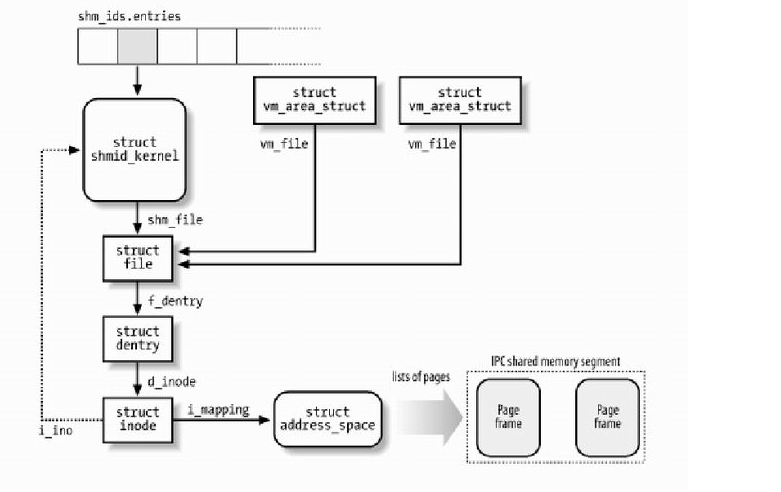 shm_ids.entries
struct
vm_area_struct
struct
vm_area_struct
struct
shmid_kernel
vm_file
vm_file
shm_file
struct
file
f_dentry
struct
dentry
d_inode
IPC shared memory segment
lists of pages
i_mapping
struct
inode
struct
address_space
Page
frame
Page
frame
i_ino